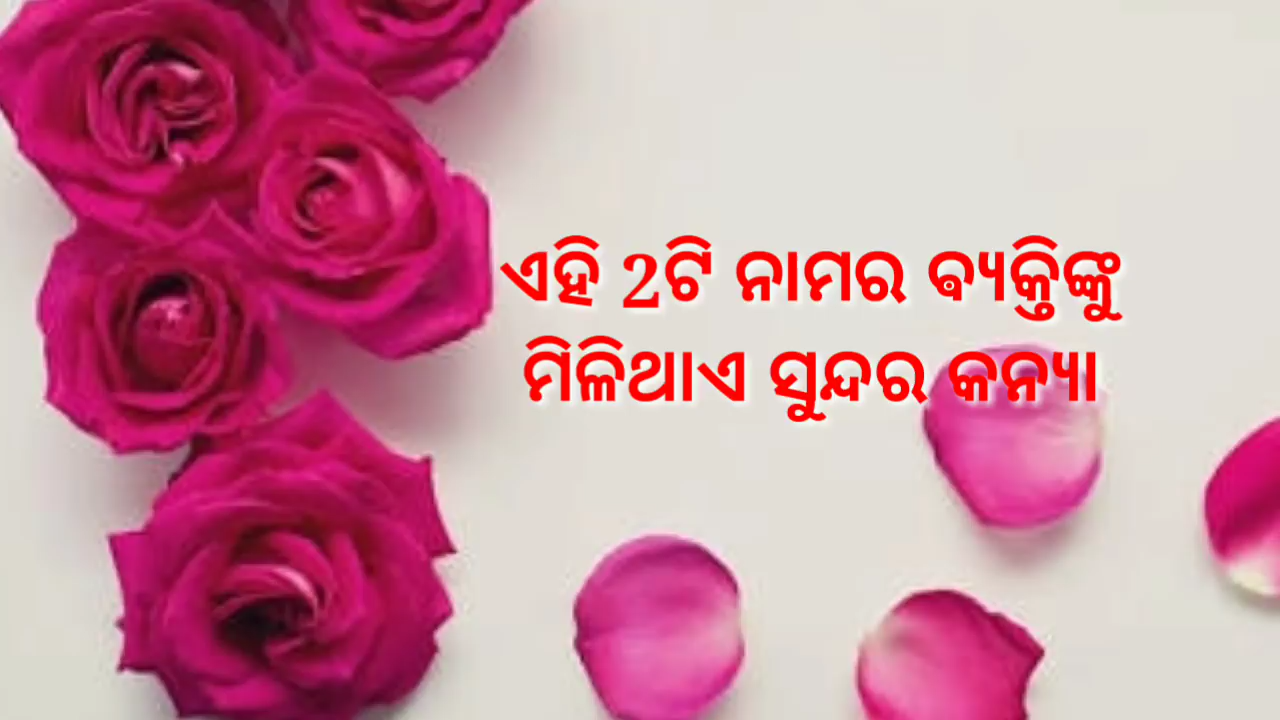 ଏହି 2ଟି ନାମର ଵ୍ୟକ୍ତିଙ୍କୁ
ମିଳିଥାଏ ସୁନ୍ଦର କନ୍ୟା